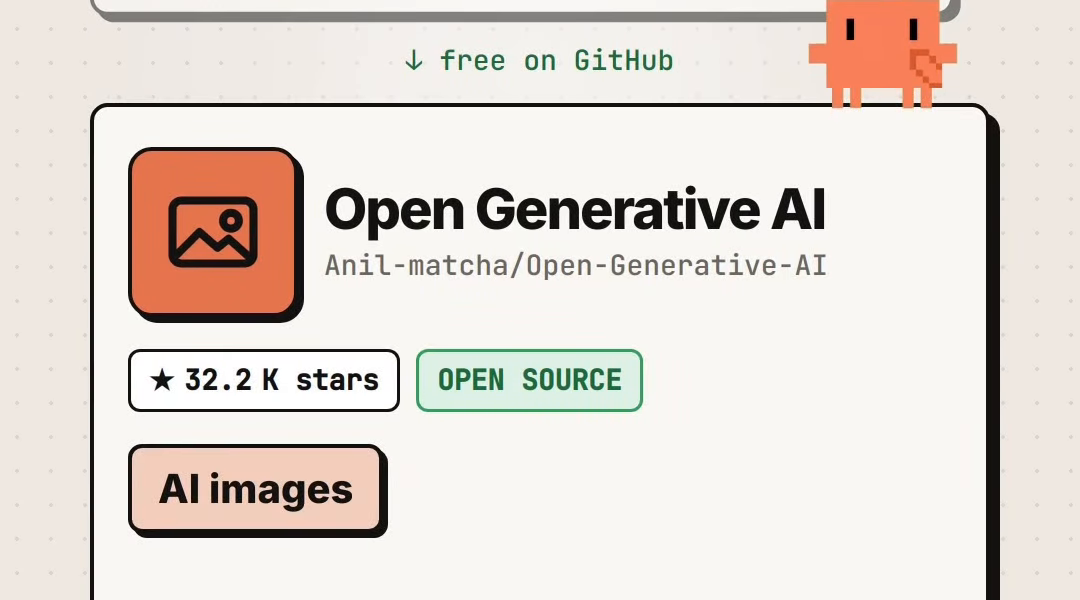 ↓ free on GitHub
Open Generative AI
Anil-matcha/Open-Generative-AI
★ 32.2 K stars
OPEN SOURCE
AI images